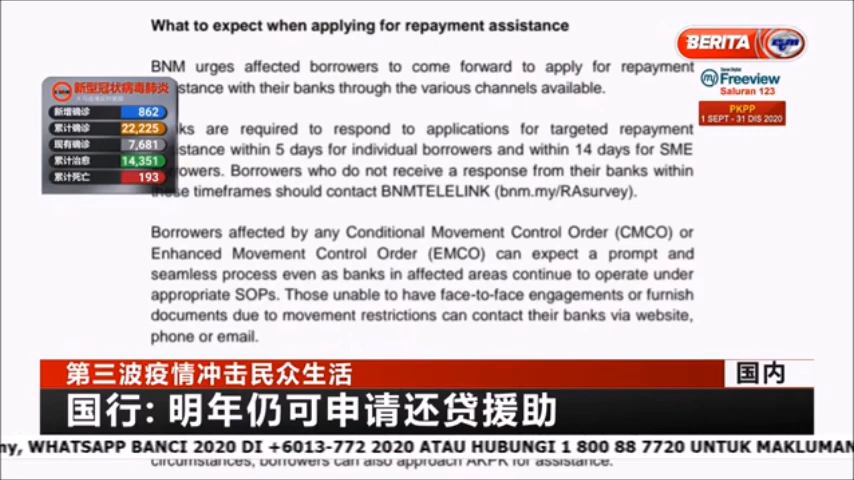 What to expect when applying for repayment assistance
BNM urges affected borrowers to come forward to apply for repayment
istance with their banks through the various channels available.
nks are required to respond to applications for targeted repayment
sistance within 5 days for individual borrowers and within 14 days for SME
rowers. Borrowers who do not receive a response from their banks within
se timeframes should contact BNMTELELINK (bnm.my/RAsurvey).
Borrowers affected by any Conditional Movement Control Order (CMCO) or
Enhanced Movement Control Order (EMCO) can expect a prompt and
seamless process even as banks in affected areas continue to operate under
appropriate SOPs. Those unable to have face-to-face engagements or furnish
documents due to movement restrictions can contact their banks via website,
phone or email.
BERITA
Freeview
Saluran 123
PKPP
1 SEPT - 31 DIS 2020
新型冠状病毒肺炎
新增确诊 862
累计确诊 22,225
现有确诊 7,681
累计治愈 14,351
累计死亡 193
第三波疫情冲击民众生活
国内
国行: 明年仍可申请还贷援助
ny, WHATSAPP BANCI 2020 DI +6013-772 2020 ATAU HUBUNGI 1 800 88 7720 UNTUK MAKLUMAN
circumstances, borrowers can also approach AKPK for assistance.